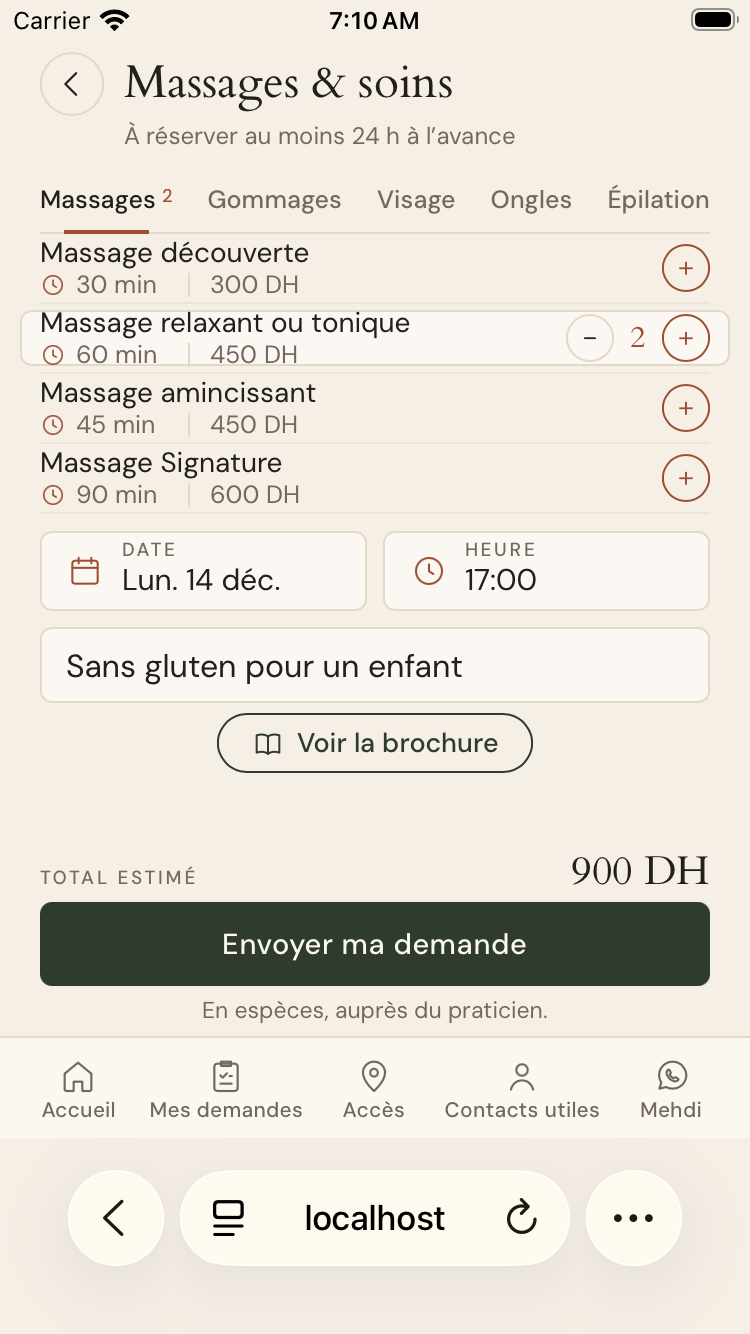 Carrier 7:10 AM
Massages & soins
À réserver au moins 24 h à l’avance
Massages 2 Gommages Visage Ongles Épilation
Massage découverte
30 min 300 DH
+
Massage relaxant ou tonique
60 min 450 DH
− 2 +
Massage amincissant
45 min 450 DH
+
Massage Signature
90 min 600 DH
+
DATE
Lun. 14 déc.
HEURE
17:00
Sans gluten pour un enfant
Voir la brochure
TOTAL ESTIMÉ 900 DH
Envoyer ma demande
En espèces, auprès du praticien.
Accueil Mes demandes Accès Contacts utiles Mehdi
localhost